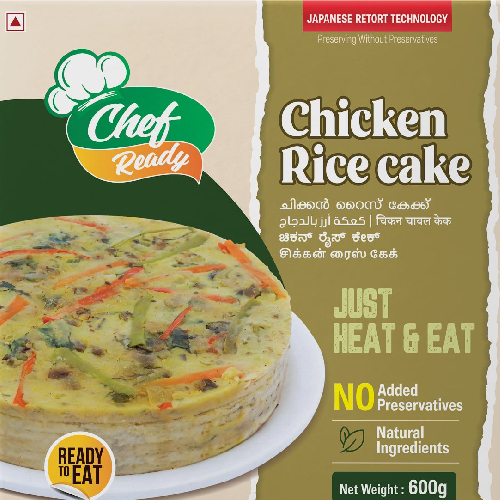 JAPANESE RETORT TECHNOLOGY
Preserving Without Preservatives
Chef
Ready
Chicken
Rice cake
ചിക്കൻ റൈസ് കേക്ക്
كعكة أرز بالدجاج | चिकन चावल केक
ಚಿಕನ್ ರೈಸ್ ಕೇಕ್
சிக்கன் ரைஸ் கேக்
JUST
HEAT & EAT
NO Added
Preservatives
Natural
Ingredients
READY
TO EAT
Net Weight : 600g